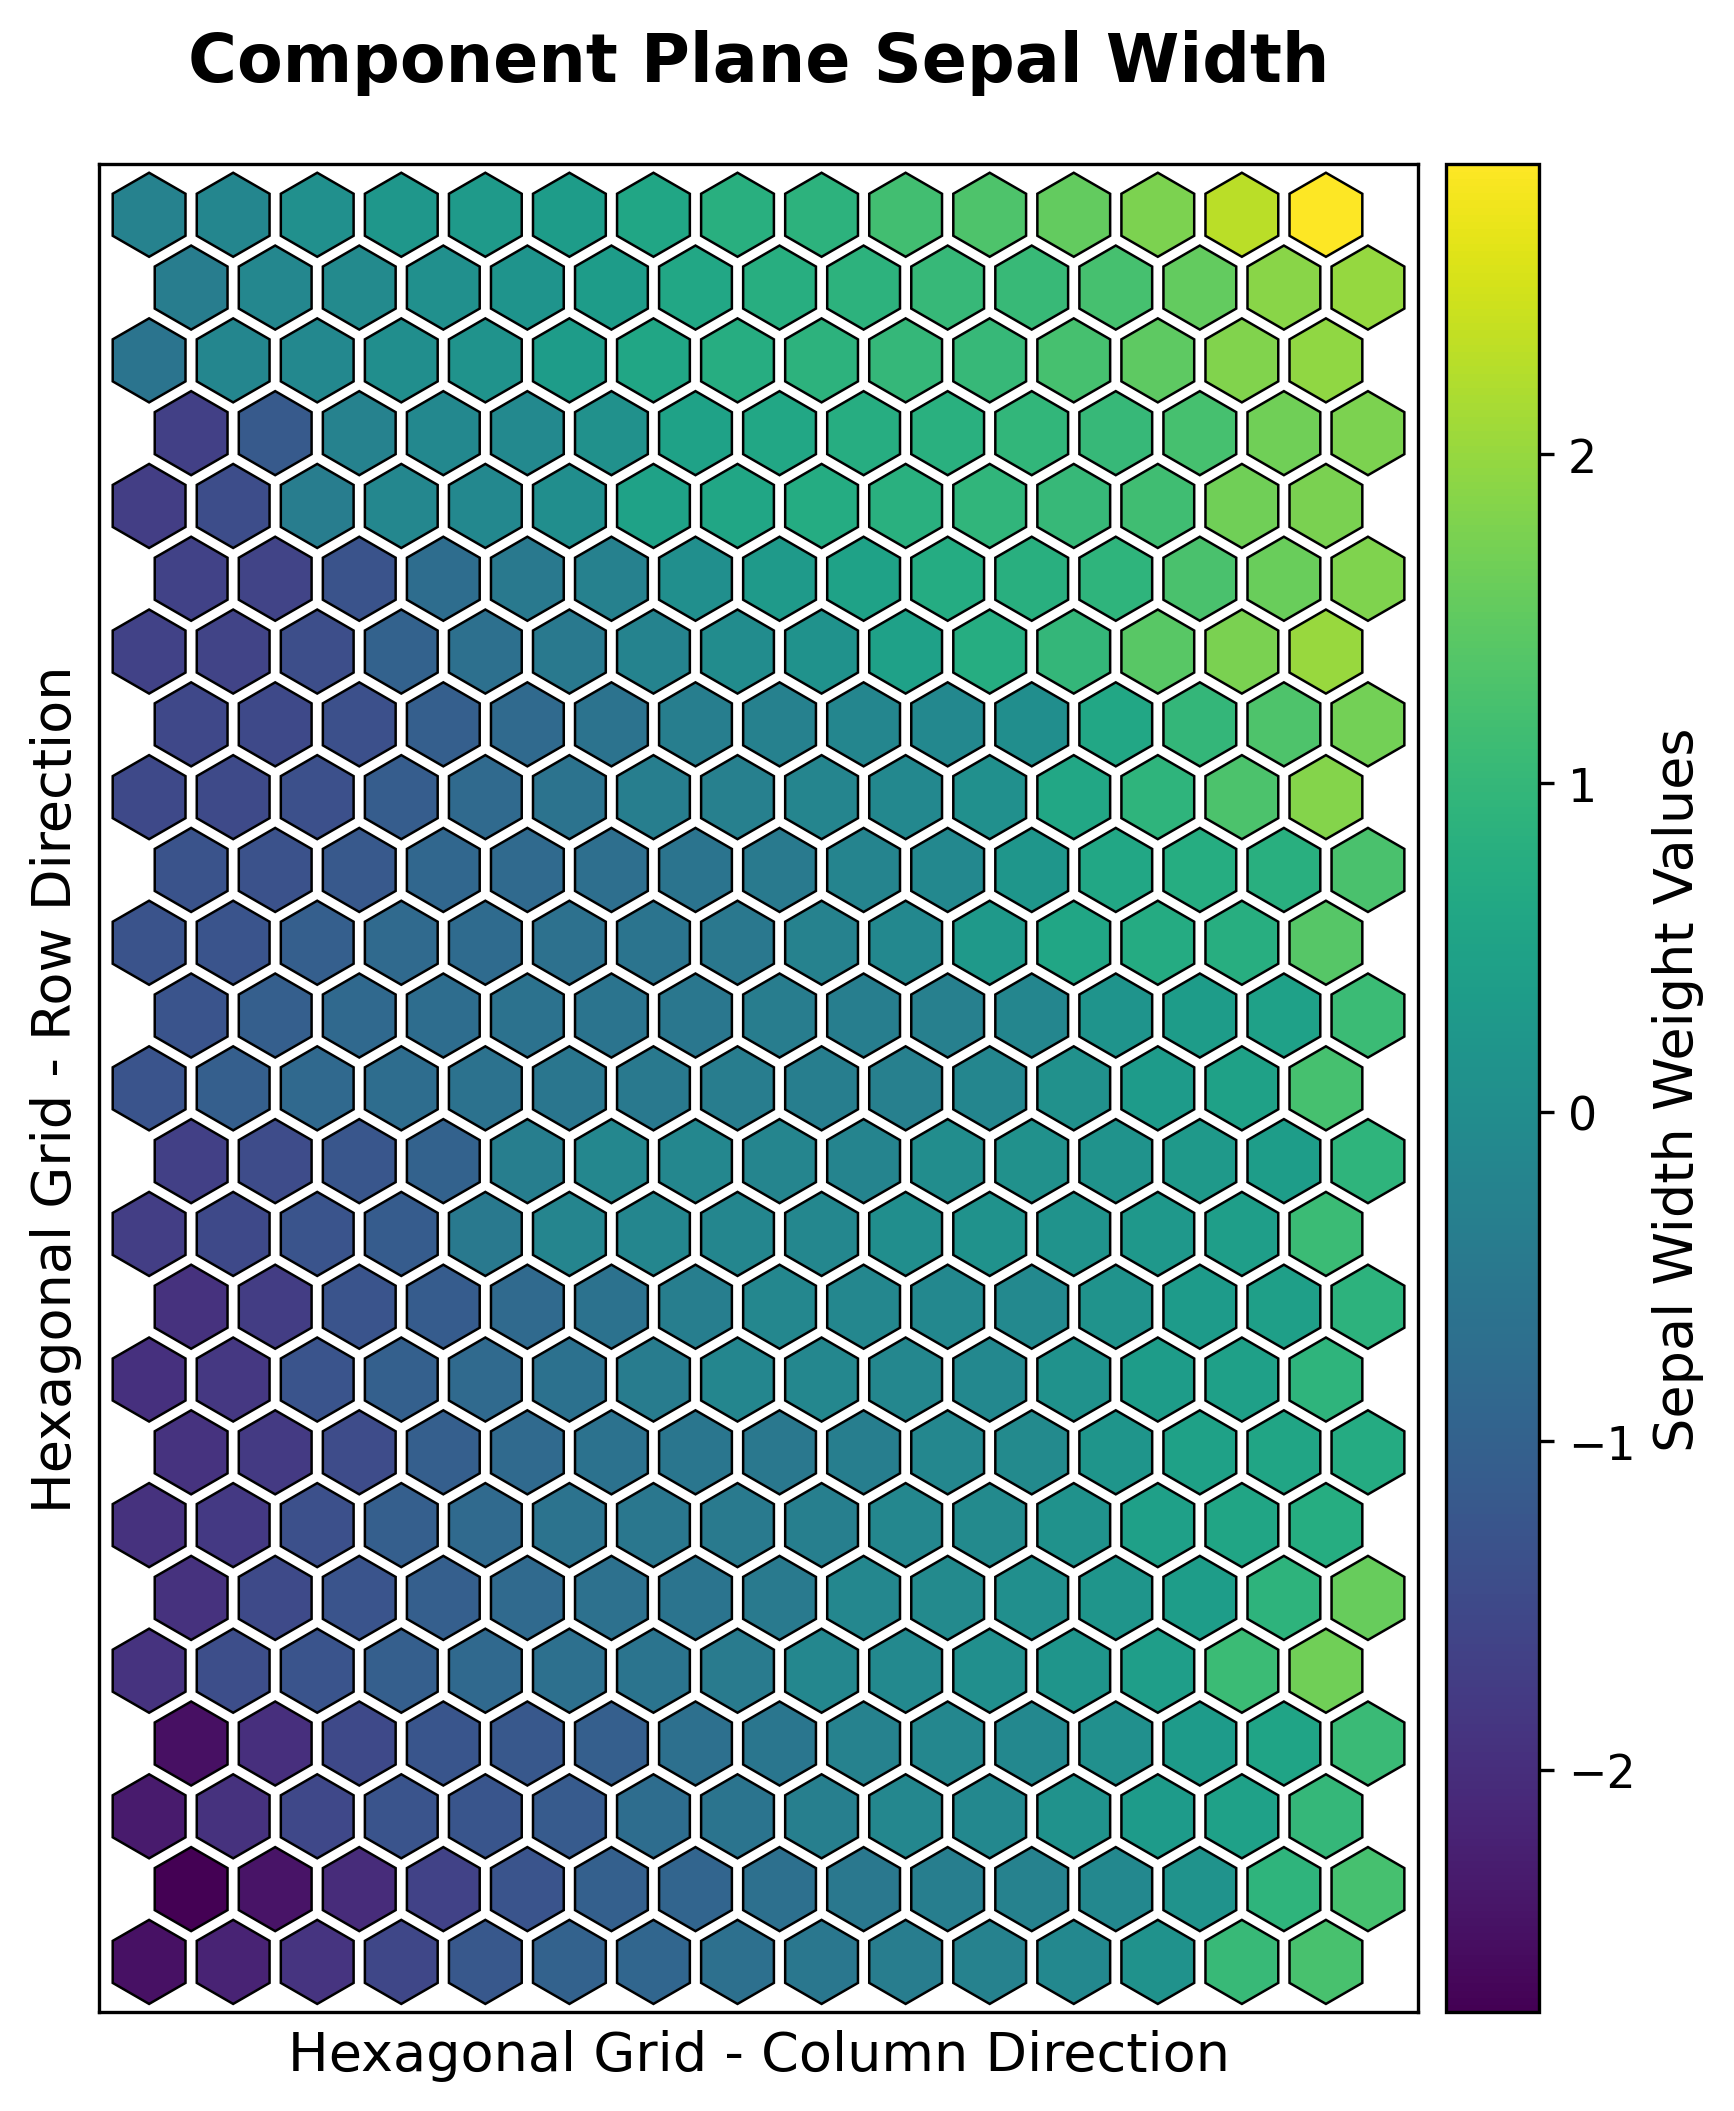 Component Plane Sepal Width
Hexagonal Grid - Row Direction
Hexagonal Grid - Column Direction
2
1
0
−1
−2
Sepal Width Weight Values